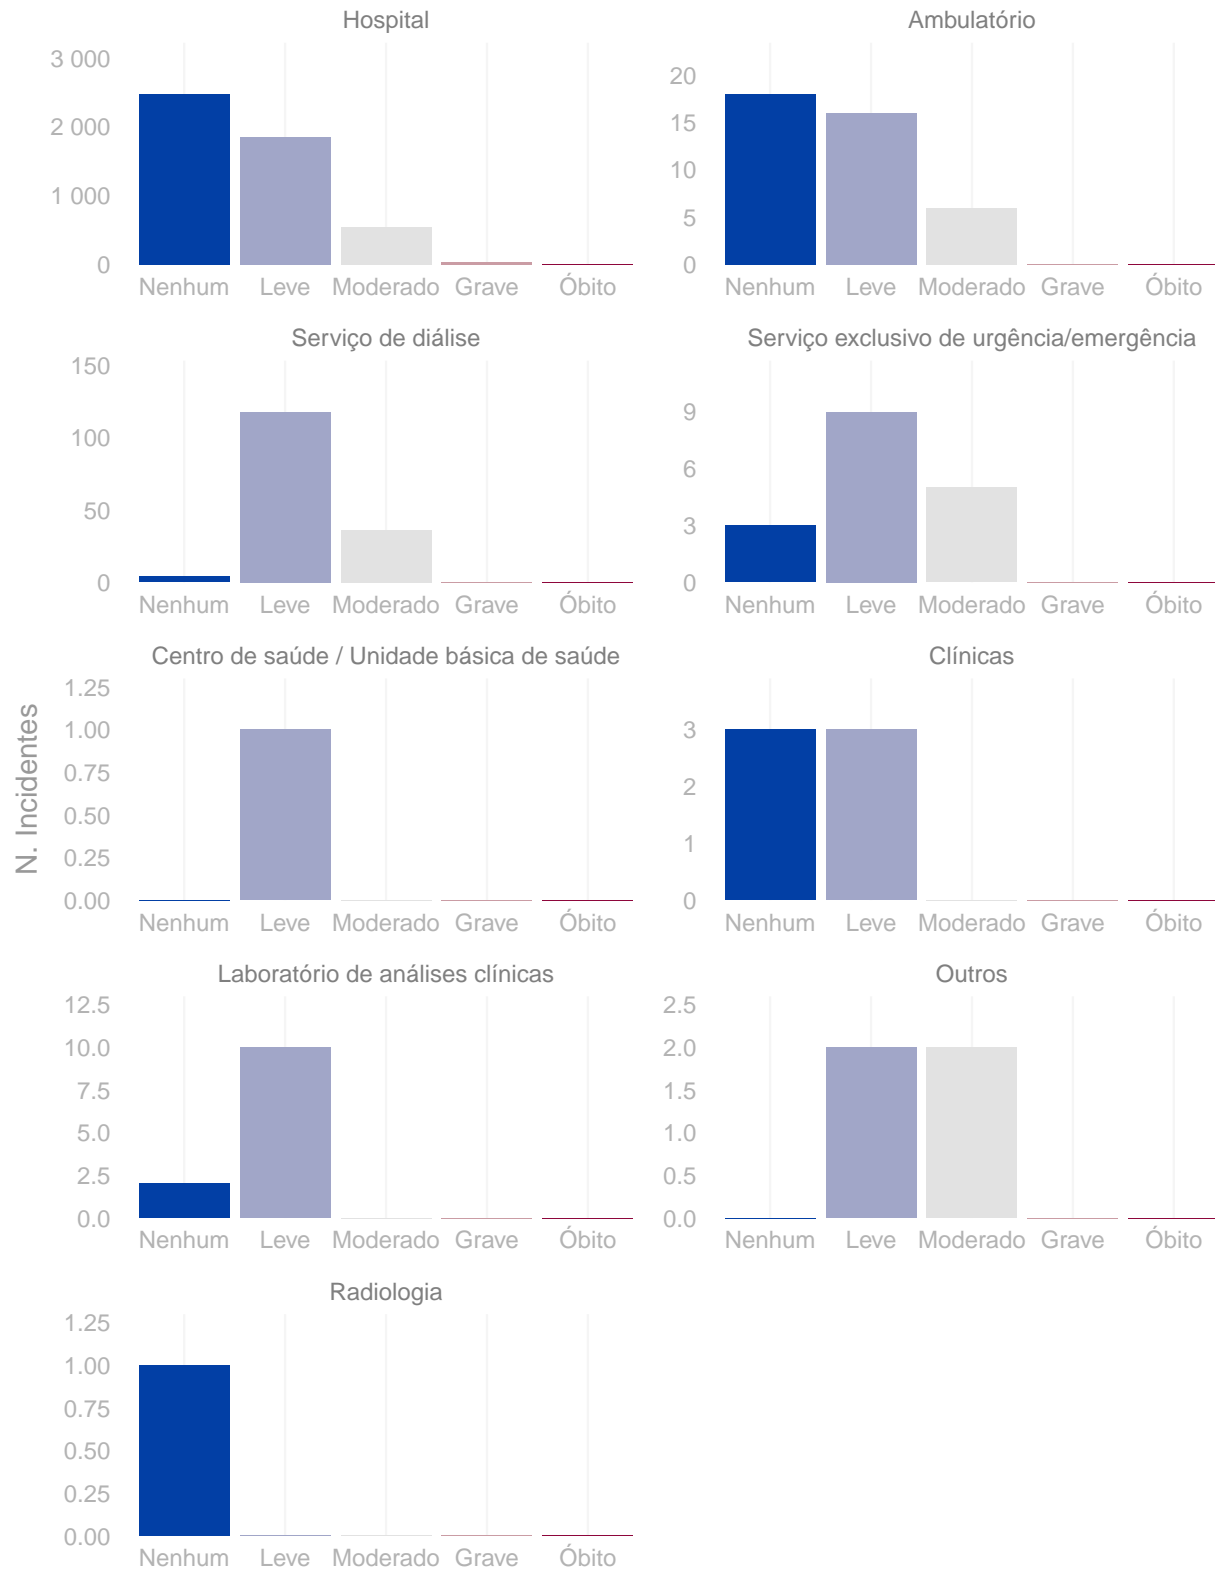 Hospital
3 000
2 000
1 000
0
Nenhum Leve Moderado Grave Óbito
Ambulatório
20
15
10
5
0
Nenhum Leve Moderado Grave Óbito
Serviço de diálise
150
100
50
0
Nenhum Leve Moderado Grave Óbito
Serviço exclusivo de urgência/emergência
9
6
3
0
Nenhum Leve Moderado Grave Óbito
N. Incidentes
Centro de saúde / Unidade básica de saúde
1.25
1.00
0.75
0.50
0.25
0.00
Nenhum Leve Moderado Grave Óbito
Clínicas
3
2
1
0
Nenhum Leve Moderado Grave Óbito
Laboratório de análises clínicas
12.5
10.0
7.5
5.0
2.5
0.0
Nenhum Leve Moderado Grave Óbito
Outros
2.5
2.0
1.5
1.0
0.5
0.0
Nenhum Leve Moderado Grave Óbito
Radiologia
1.25
1.00
0.75
0.50
0.25
0.00
Nenhum Leve Moderado Grave Óbito